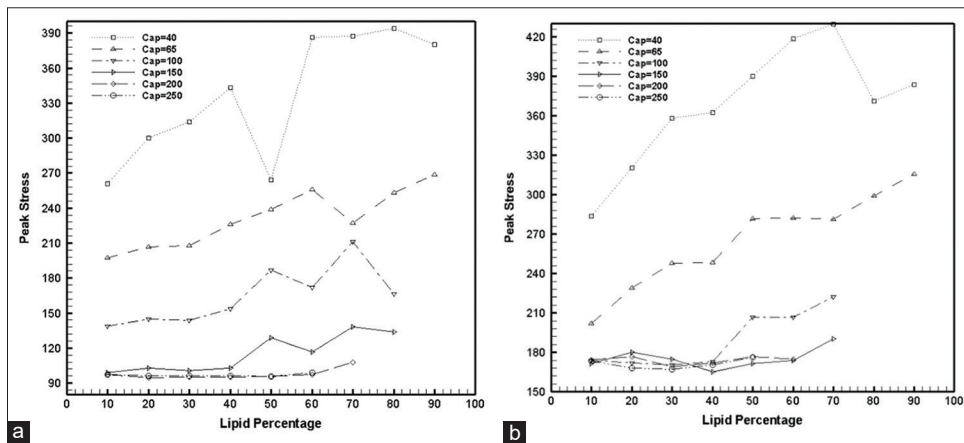 390
360
330
300
270
240
210
180
150
120
90
Peak Stress
Cap=40
Cap=65
Cap=100
Cap=150
Cap=200
Cap=250
0 10 20 30 40 50 60 70 80 90 100
Lipid Percentage
a
420
390
360
330
300
270
240
210
180
150
Peak Stress
Cap=40
Cap=65
Cap=100
Cap=150
Cap=200
Cap=250
0 10 20 30 40 50 60 70 80 90 100
Lipid Percentage
b